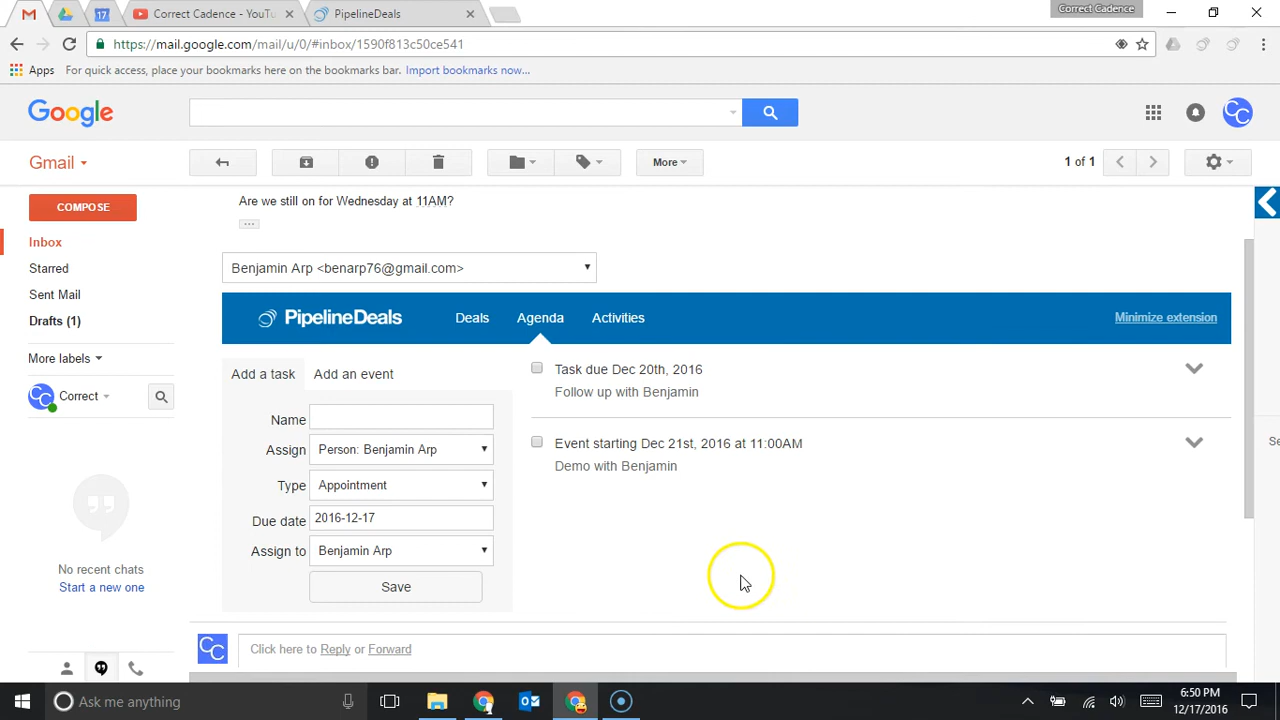 Correct Cadence
Correct Cadence - YouTu
PipelineDeals
17
https://mail.google.com/mail/u/0/#inbox/1590f813c50ce541
Apps
For quick access, place your bookmarks here on the bookmarks bar. Import bookmarks now...
Google
CC
Gmail
More
1 of 1
COMPOSE
Are we still on for Wednesday at 11AM?
...
Inbox
Starred
Sent Mail
Drafts (1)
More labels
CC Correct
No recent chats
Start a new one
Benjamin Arp <benarp76@gmail.com>
PipelineDeals Deals Agenda Activities Minimize extension
Add a task Add an event
Name
Assign Person: Benjamin Arp
Type Appointment
Due date 2016-12-17
Assign to Benjamin Arp
Save
Task due Dec 20th, 2016
Follow up with Benjamin
Event starting Dec 21st, 2016 at 11:00AM
Demo with Benjamin
Se
CC Click here to Reply or Forward
Ask me anything
6:50 PM
12/17/2016